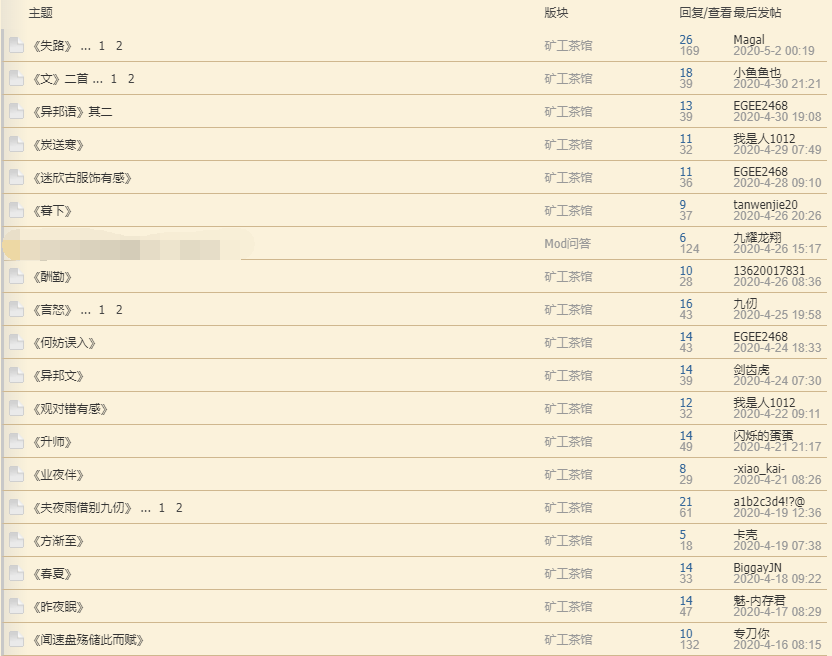 主题 版块 回复/查看 最后发帖
《失路》 ... 1 2 矿工茶馆 26 Magal
169 2020-5-2 00:19
《文》二首 ... 1 2 矿工茶馆 18 小鱼鱼也
39 2020-4-30 21:21
《异邦语》其二 矿工茶馆 13 EGEE2468
39 2020-4-30 19:08
《炭送寒》 矿工茶馆 11 我是人1012
32 2020-4-29 07:49
《迷欣古服饰有感》 矿工茶馆 11 EGEE2468
36 2020-4-28 09:10
《暮下》 矿工茶馆 9 tanwenjie20
37 2020-4-26 20:26
Mod问答 6 九耀龙翔
124 2020-4-26 15:17
《酬勤》 矿工茶馆 10 13620017831
28 2020-4-26 08:36
《言怒》 ... 1 2 矿工茶馆 16 九仞
43 2020-4-25 19:58
《何妨误入》 矿工茶馆 14 EGEE2468
43 2020-4-24 18:33
《异邦文》 矿工茶馆 14 剑齿虎
39 2020-4-24 07:30
《观对错有感》 矿工茶馆 12 我是人1012
32 2020-4-22 09:11
《升师》 矿工茶馆 14 闪烁的蛋蛋
49 2020-4-21 21:17
《业夜伴》 矿工茶馆 8 -xiao_kai-
29 2020-4-21 08:26
《夫夜雨借别九仞》 ... 1 2 矿工茶馆 21 a1b2c3d4!?@
61 2020-4-19 12:36
《方渐至》 矿工茶馆 5 卡壳
18 2020-4-19 07:38
《春夏》 矿工茶馆 14 BiggayJN
33 2020-4-18 09:22
《昨夜眠》 矿工茶馆 14 魅-内存君
47 2020-4-17 08:29
《闻速盘殇储此而赋》 矿工茶馆 10 专刀你
132 2020-4-16 08:15